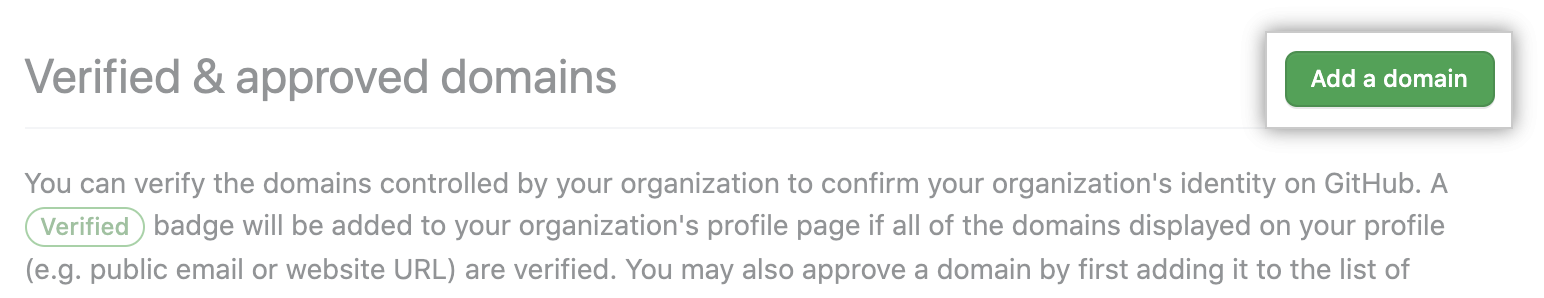 Verified & approved domains
Add a domain
You can verify the domains controlled by your organization to confirm your organization's identity on GitHub. A
Verified badge will be added to your organization's profile page if all of the domains displayed on your profile
(e.g. public email or website URL) are verified. You may also approve a domain by first adding it to the list of